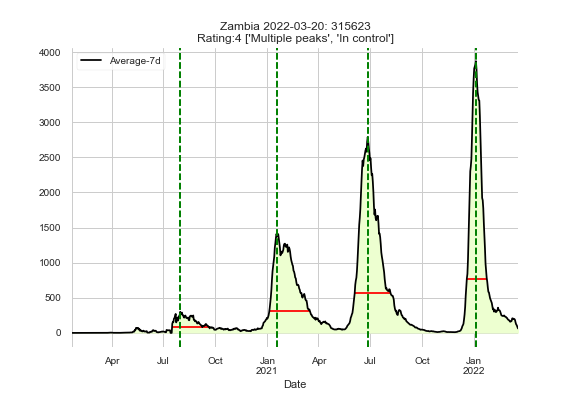 Zambia 2022-03-20: 315623
Rating:4 ['Multiple peaks', 'In control']
Average-7d
4000
3500
3000
2500
2000
1500
1000
500
0
Apr
Jul
Oct
Jan
2021
Apr
Jul
Oct
Jan
2022
Date